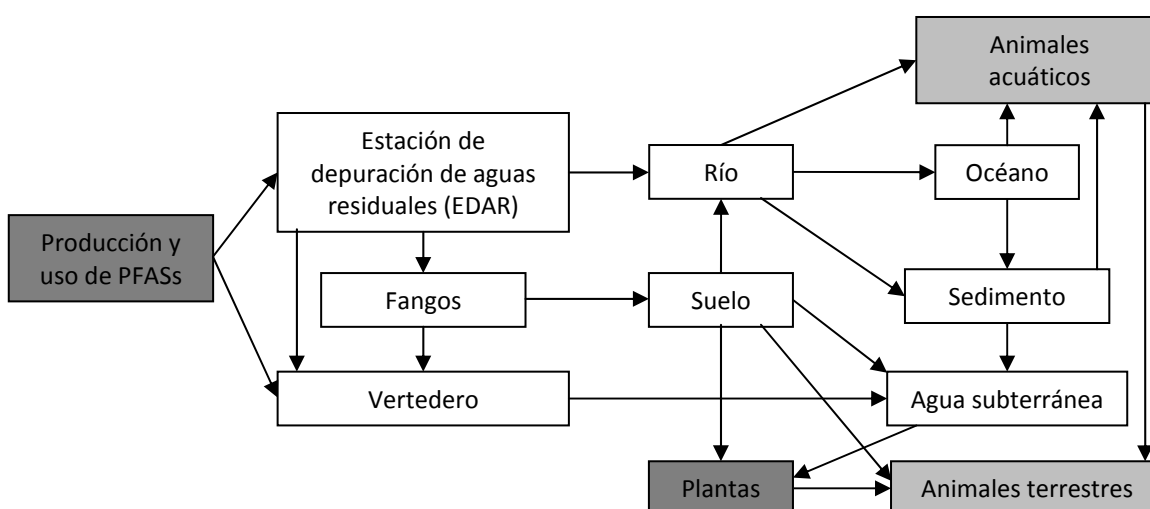 Animales
acuáticos
Estación de
depuración de aguas
residuales (EDAR)
Río
Océano
Producción y
uso de PFASs
Fangos
Suelo
Sedimento
Vertedero
Agua subterránea
Plantas
Animales terrestres